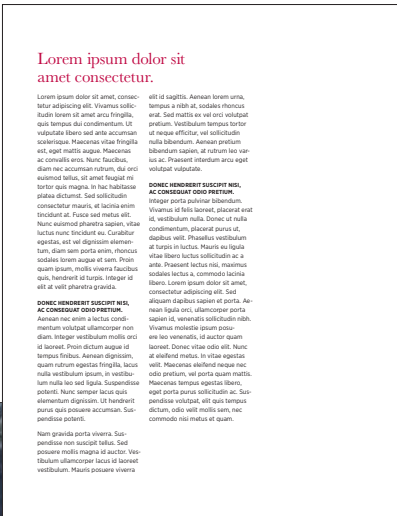 Lorem ipsum dolor sit
amet consectetur.
Lorem ipsum dolor sit amet, consec-
tetur adipiscing elit. Vivamus sollic-
itudin lorem sit amet arcu fringilla,
quis tempus dui condimentum. Ut
vulputate libero sed ante accumsan
scelerisque. Maecenas vitae fringilla
est, eget mattis augue. Maecenas
ac convallis eros. Nunc faucibus,
diam nec accumsan rutrum, dui orci
euismod tellus, sit amet feugiat mi
tortor quis magna. In hac habitasse
platea dictumst. Sed sollicitudin
consectetur mauris, et lacinia enim
tincidunt at. Fusce sed metus elit.
Nunc euismod pharetra sapien, vitae
luctus nunc tincidunt eu. Curabitur
egestas, est vel dignissim elemen-
tum, diam sem porta enim, rhoncus
sodales lorem augue et sem. Proin
quam ipsum, mollis viverra faucibus
quis, hendrerit id turpis. Integer id
elit at velit pharetra gravida.
DONEC HENDRERIT SUSCIPIT NISI,
AC CONSEQUAT ODIO PRETIUM.
Aenean nec enim a lectus condi-
mentum volutpat ullamcorper non
diam. Integer vestibulum mollis orci
id laoreet. Proin dictum augue id
tempus finibus. Aenean dignissim,
quam rutrum egestas fringilla, lacus
nulla vestibulum ipsum, in vestibu-
lum nulla leo sed ligula. Suspendisse
potenti. Nunc semper lacus quis
elementum dignissim. Ut hendrerit
purus quis posuere accumsan. Sus-
pendisse potenti.
Nam gravida porta viverra. Sus-
pendisse non suscipit tellus. Sed
posuere mollis magna id auctor. Ves-
tibulum ullamcorper lacus id laoreet
vestibulum. Mauris posuere viverra
elit id sagittis. Aenean lorem urna,
tempus a nibh at, sodales rhoncus
erat. Sed mattis ex vel orci volutpat
pretium. Vestibulum tempus tortor
ut neque efficitur, vel sollicitudin
nulla bibendum. Aenean pretium
bibendum sapien, at rutrum leo var-
ius ac. Praesent interdum arcu eget
volutpat vulputate.
DONEC HENDRERIT SUSCIPIT NISI,
AC CONSEQUAT ODIO PRETIUM.
Integer porta pulvinar bibendum.
Vivamus id felis laoreet, placerat erat
id, vestibulum nulla. Donec ut nulla
condimentum, placerat purus ut,
dapibus velit. Phasellus vestibulum
at turpis in luctus. Mauris eu ligula
vitae libero luctus sollicitudin ac a
ante. Praesent lectus nisi, maximus
sodales lectus a, commodo lacinia
libero. Lorem ipsum dolor sit amet,
consectetur adipiscing elit. Sed
aliquam dapibus sapien et porta. Ae-
nean ligula orci, ullamcorper porta
sapien id, venenatis sollicitudin nibh.
Vivamus molestie ipsum posu-
ere leo venenatis, id auctor quam
laoreet. Donec vitae odio elit. Nunc
at eleifend metus. In vitae egestas
velit. Maecenas eleifend neque nec
odio pretium, vel porta quam mattis.
Maecenas tempus egestas libero,
eget porta purus sollicitudin ac. Sus-
pendisse volutpat, elit quis tempus
dictum, odio velit mollis sem, nec
commodo nisi metus et quam.